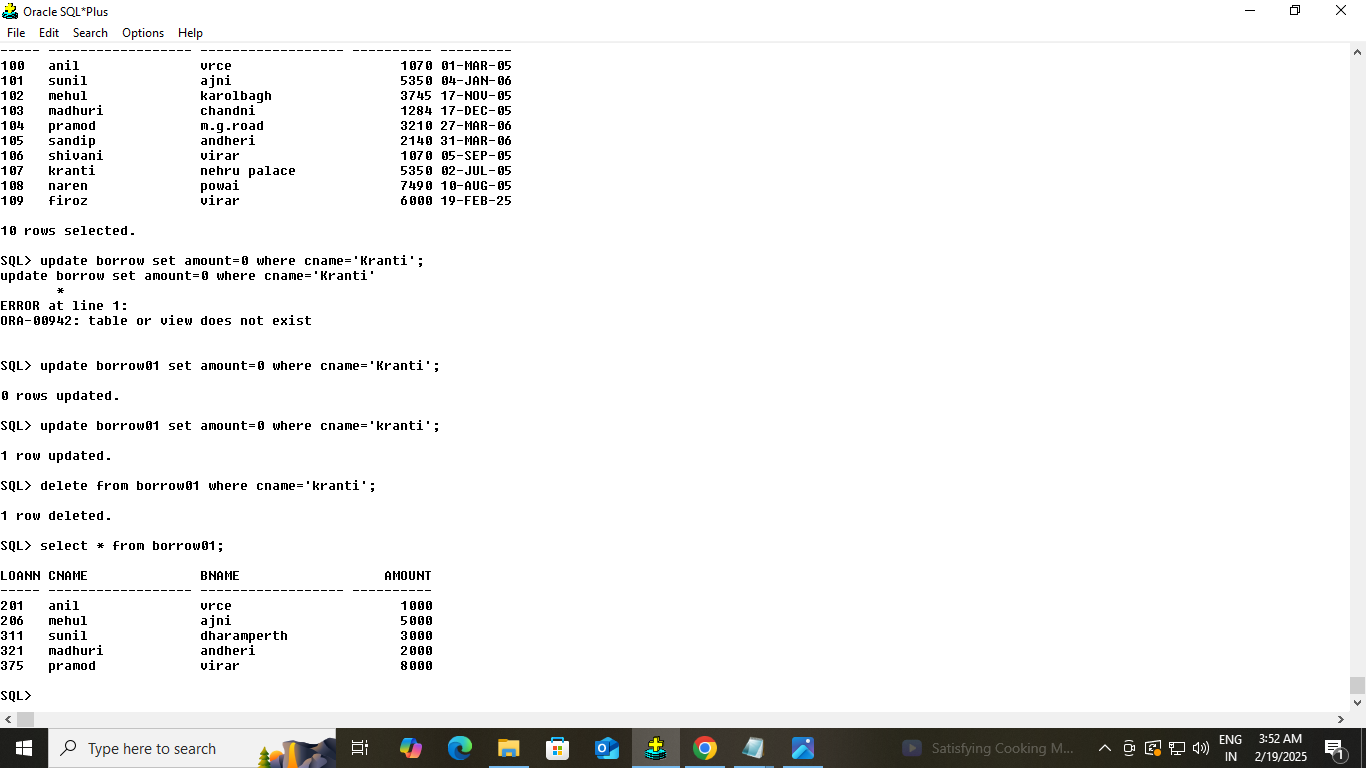 Oracle SQL*Plus
File Edit Search Options Help
----- ------------------ ------------------ ---------- ---------
100   anil               vrce                     1070 01-MAR-05
101   sunil              ajni                     5350 04-JAN-06
102   mehul              karolbagh                3745 17-NOV-05
103   madhuri            chandni                  1284 17-DEC-05
104   pramod             m.g.road                 3210 27-MAR-06
105   sandip             andheri                  2140 31-MAR-06
106   shivani            virar                    1070 05-SEP-05
107   kranti             nehru palace             5350 02-JUL-05
108   naren              powai                    7490 10-AUG-05
109   firoz              virar                    6000 19-FEB-25
10 rows selected.
SQL> update borrow set amount=0 where cname='Kranti';
update borrow set amount=0 where cname='Kranti'
       *
ERROR at line 1:
ORA-00942: table or view does not exist
SQL> update borrow01 set amount=0 where cname='Kranti';
0 rows updated.
SQL> update borrow01 set amount=0 where cname='kranti';
1 row updated.
SQL> delete from borrow01 where cname='kranti';
1 row deleted.
SQL> select * from borrow01;
LOANN CNAME              BNAME                  AMOUNT
----- ------------------ ------------------ ----------
201   anil               vrce                     1000
206   mehul              ajni                     5000
311   sunil              dharamperth              3000
321   madhuri            andheri                  2000
375   pramod             virar                    8000
SQL>
Type here to search
Satisfying Cooking M...
ENG
IN
3:52 AM
2/19/2025
1